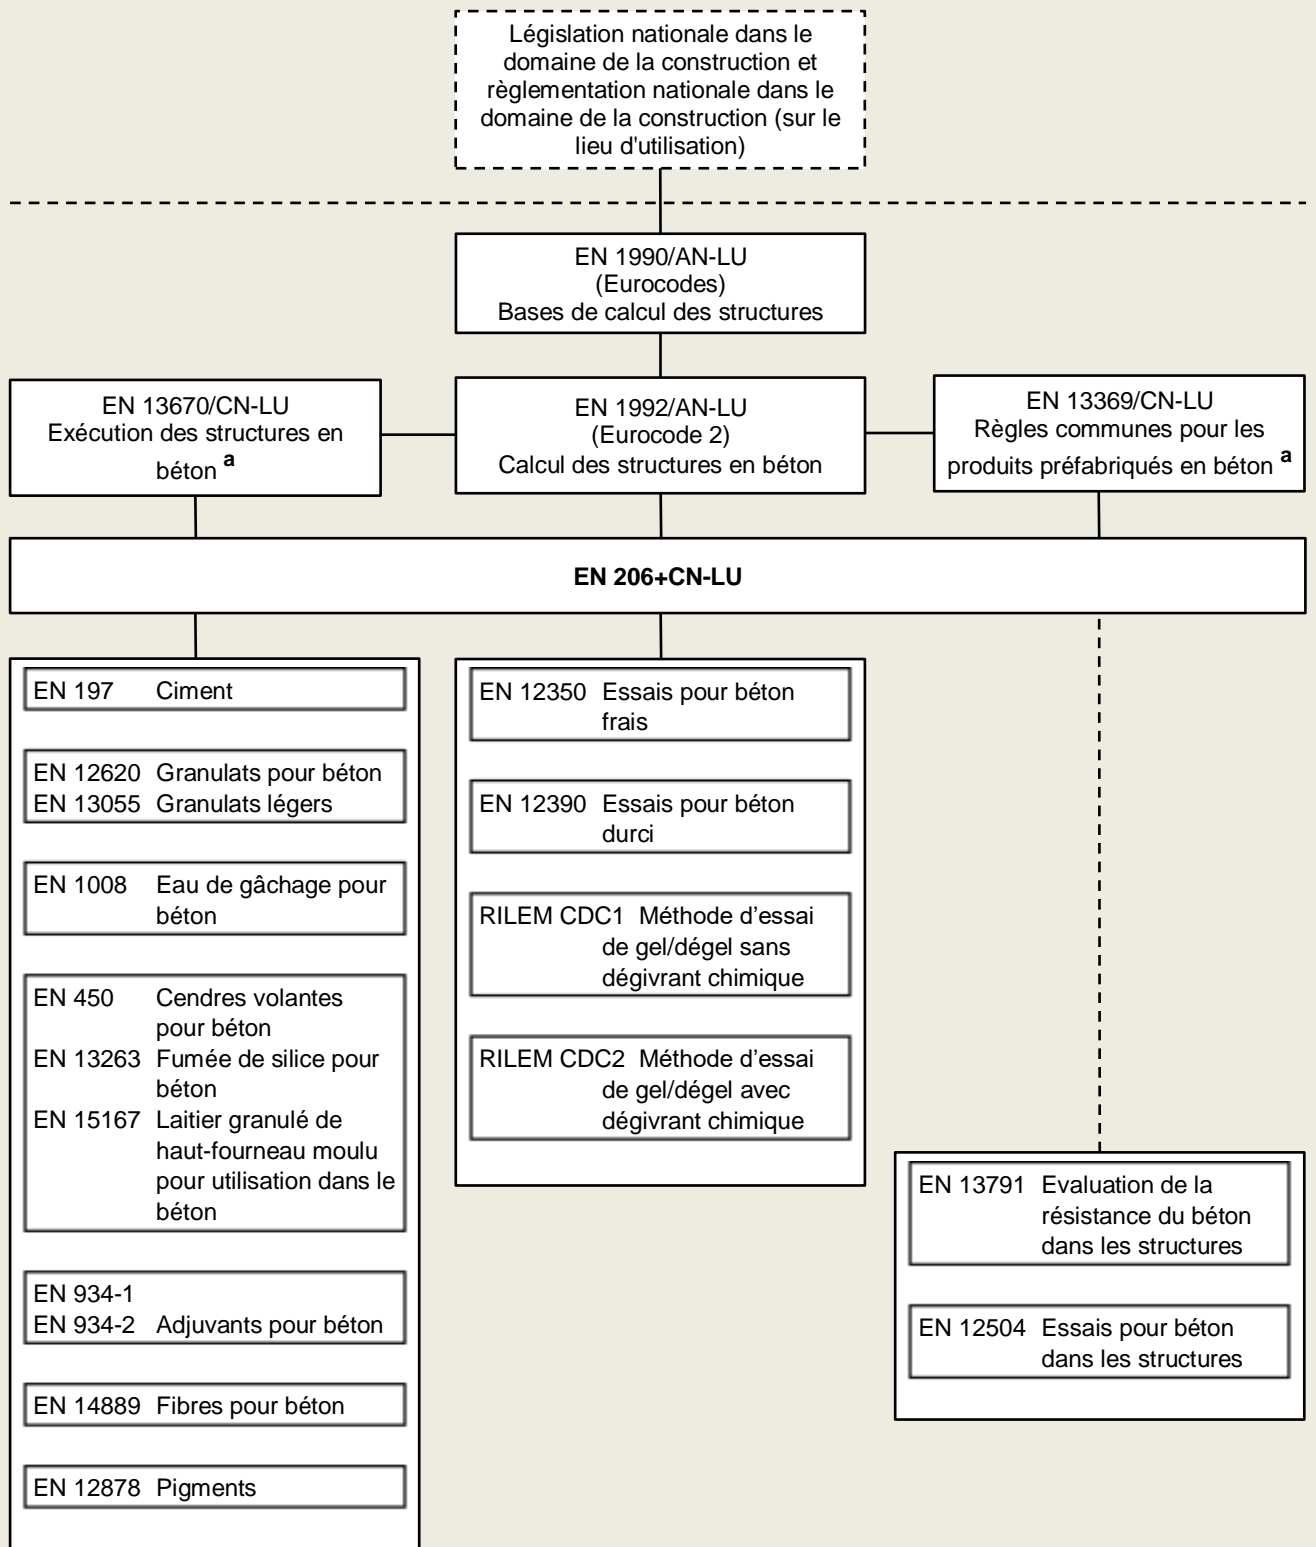 Législation nationale dans le
domaine de la construction et
règlementation nationale dans le
domaine de la construction (sur le
lieu d'utilisation)
EN 1990/AN-LU
(Eurocodes)
Bases de calcul des structures
EN 13670/CN-LU
Exécution des structures en
béton a
EN 1992/AN-LU
(Eurocode 2)
Calcul des structures en béton
EN 13369/CN-LU
Règles communes pour les
produits préfabriqués en béton a
EN 206+CN-LU
EN 197 Ciment
EN 12620 Granulats pour béton
EN 13055 Granulats légers
EN 1008 Eau de gâchage pour
béton
EN 450 Cendres volantes
pour béton
EN 13263 Fumée de silice pour
béton
EN 15167 Laitier granulé de
haut-fourneau moulu
pour utilisation dans le
béton
EN 934-1
EN 934-2 Adjuvants pour béton
EN 14889 Fibres pour béton
EN 12878 Pigments
EN 12350 Essais pour béton
frais
EN 12390 Essais pour béton
durci
RILEM CDC1 Méthode d’essai
de gel/dégel sans
dégivrant chimique
RILEM CDC2 Méthode d’essai
de gel/dégel avec
dégivrant chimique
EN 13791 Evaluation de la
résistance du béton
dans les structures
EN 12504 Essais pour béton
dans les structures